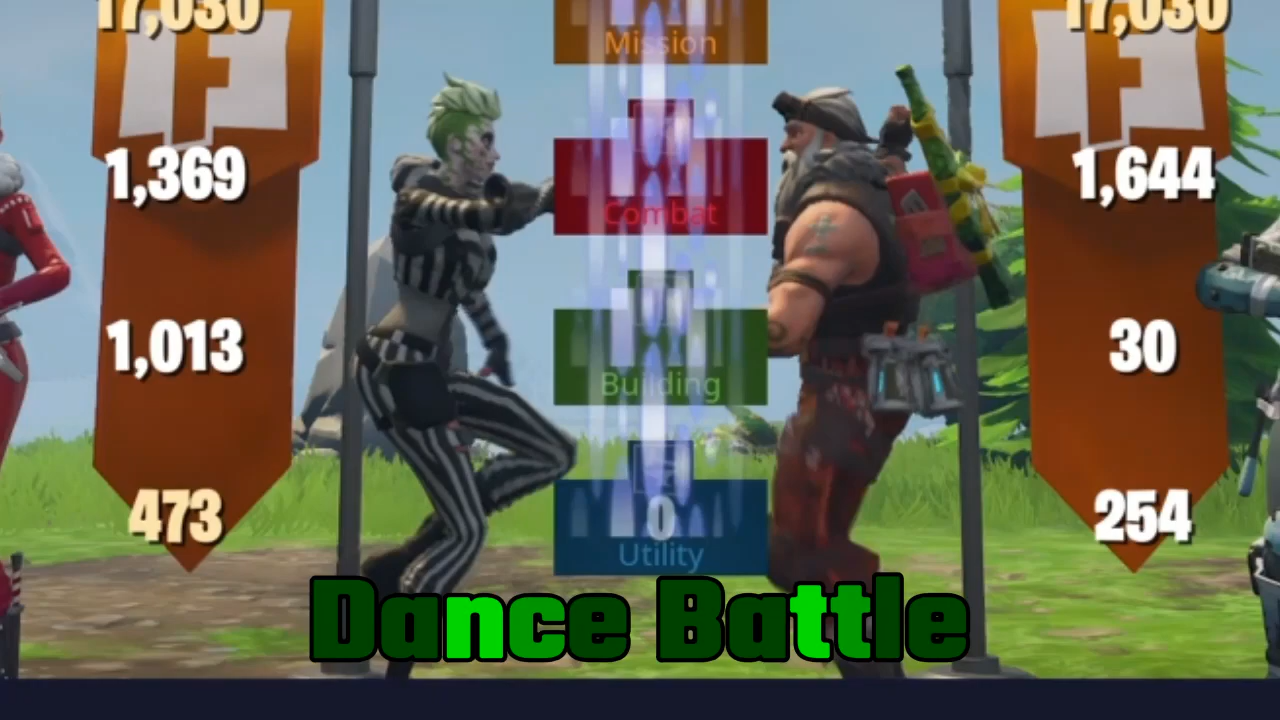 17,030 Mission 17,030
1,369 Combat 1,644
1,013 Building 30
473 0 254
Utility
Dance Battle